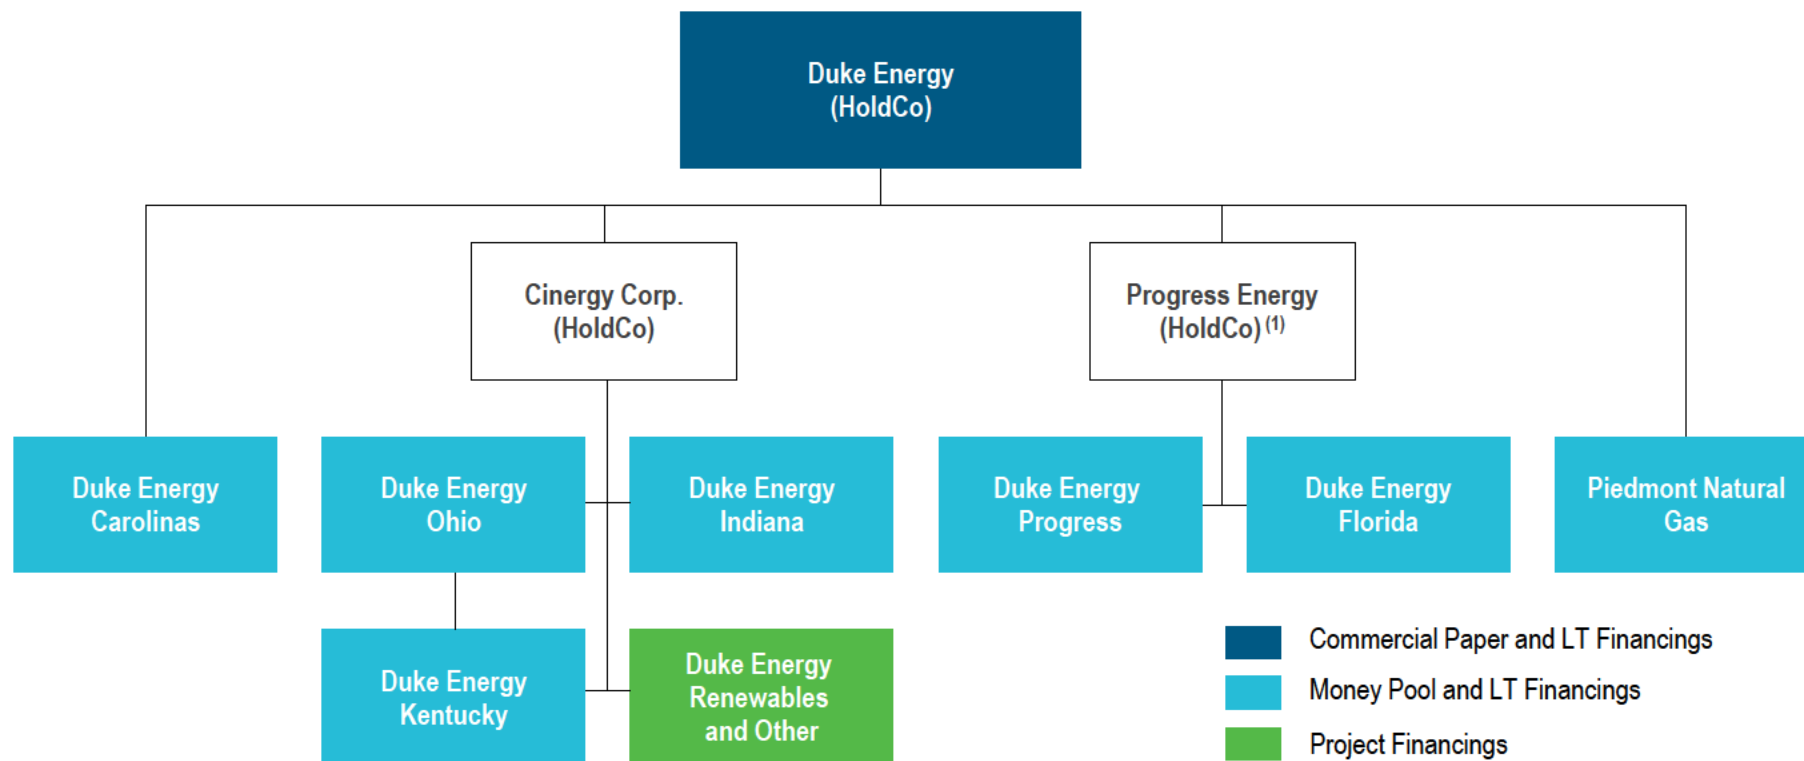 Duke Energy
(HoldCo)
Cinergy Corp.
(HoldCo)
Progress Energy
(HoldCo) (1)
Duke Energy
Carolinas
Duke Energy
Ohio
Duke Energy
Indiana
Duke Energy
Progress
Duke Energy
Florida
Piedmont Natural
Gas
Duke Energy
Kentucky
Duke Energy
Renewables
and Other
Commercial Paper and LT Financings
Money Pool and LT Financings
Project Financings